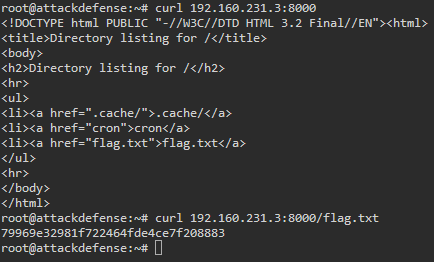 root@attackdefense:~# curl 192.160.231.3:8000
<!DOCTYPE html PUBLIC "-//W3C//DTD HTML 3.2 Final//EN"><html>
<title>Directory listing for /</title>
<body>
<h2>Directory listing for /</h2>
<hr>
<ul>
<li><a href=".cache/">.cache/</a>
<li><a href="cron">cron</a>
<li><a href="flag.txt">flag.txt</a>
</ul>
<hr>
</body>
</html>
root@attackdefense:~# curl 192.160.231.3:8000/flag.txt
79969e32981f722464fde4ce7f208883
root@attackdefense:~#